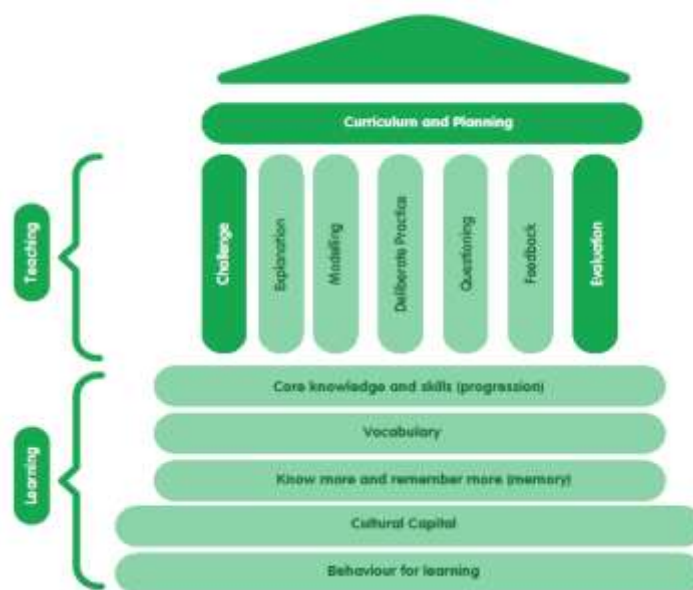 Curriculum and Planning
Teaching
Challenge
Explanation
Modelling
Deliberate Practice
Questioning
Feedback
Evaluation
Learning
Core knowledge and skills (progression)
Vocabulary
Know more and remember more (memory)
Cultural Capital
Behaviour for learning